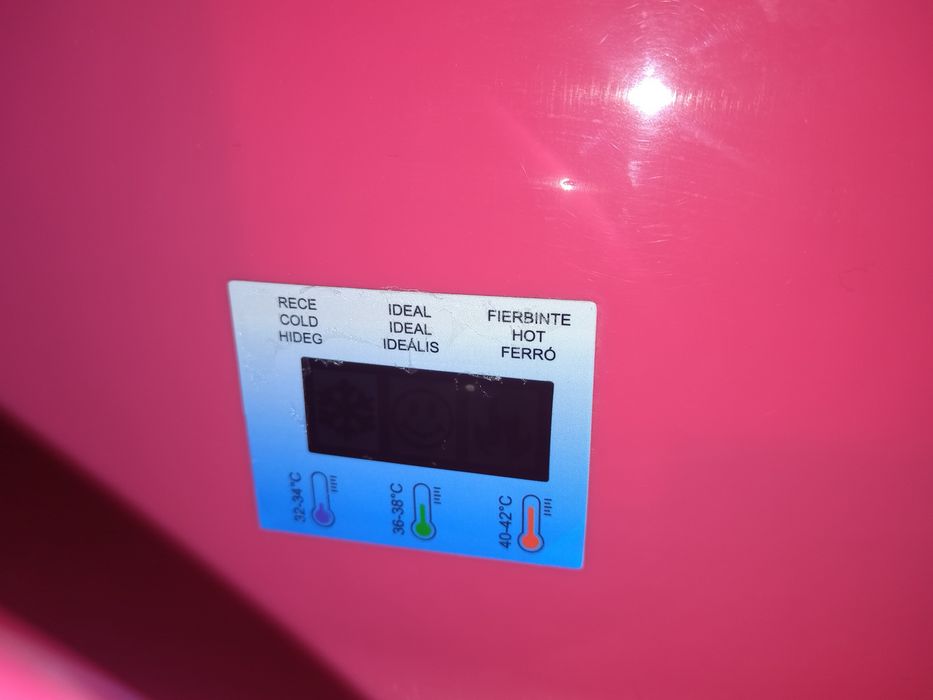 RECE
COLD
HIDEG
IDEAL
IDEAL
IDEÁLIS
FIERBINTE
HOT
FERRÓ
32-34°C
36-38°C
40-42°C